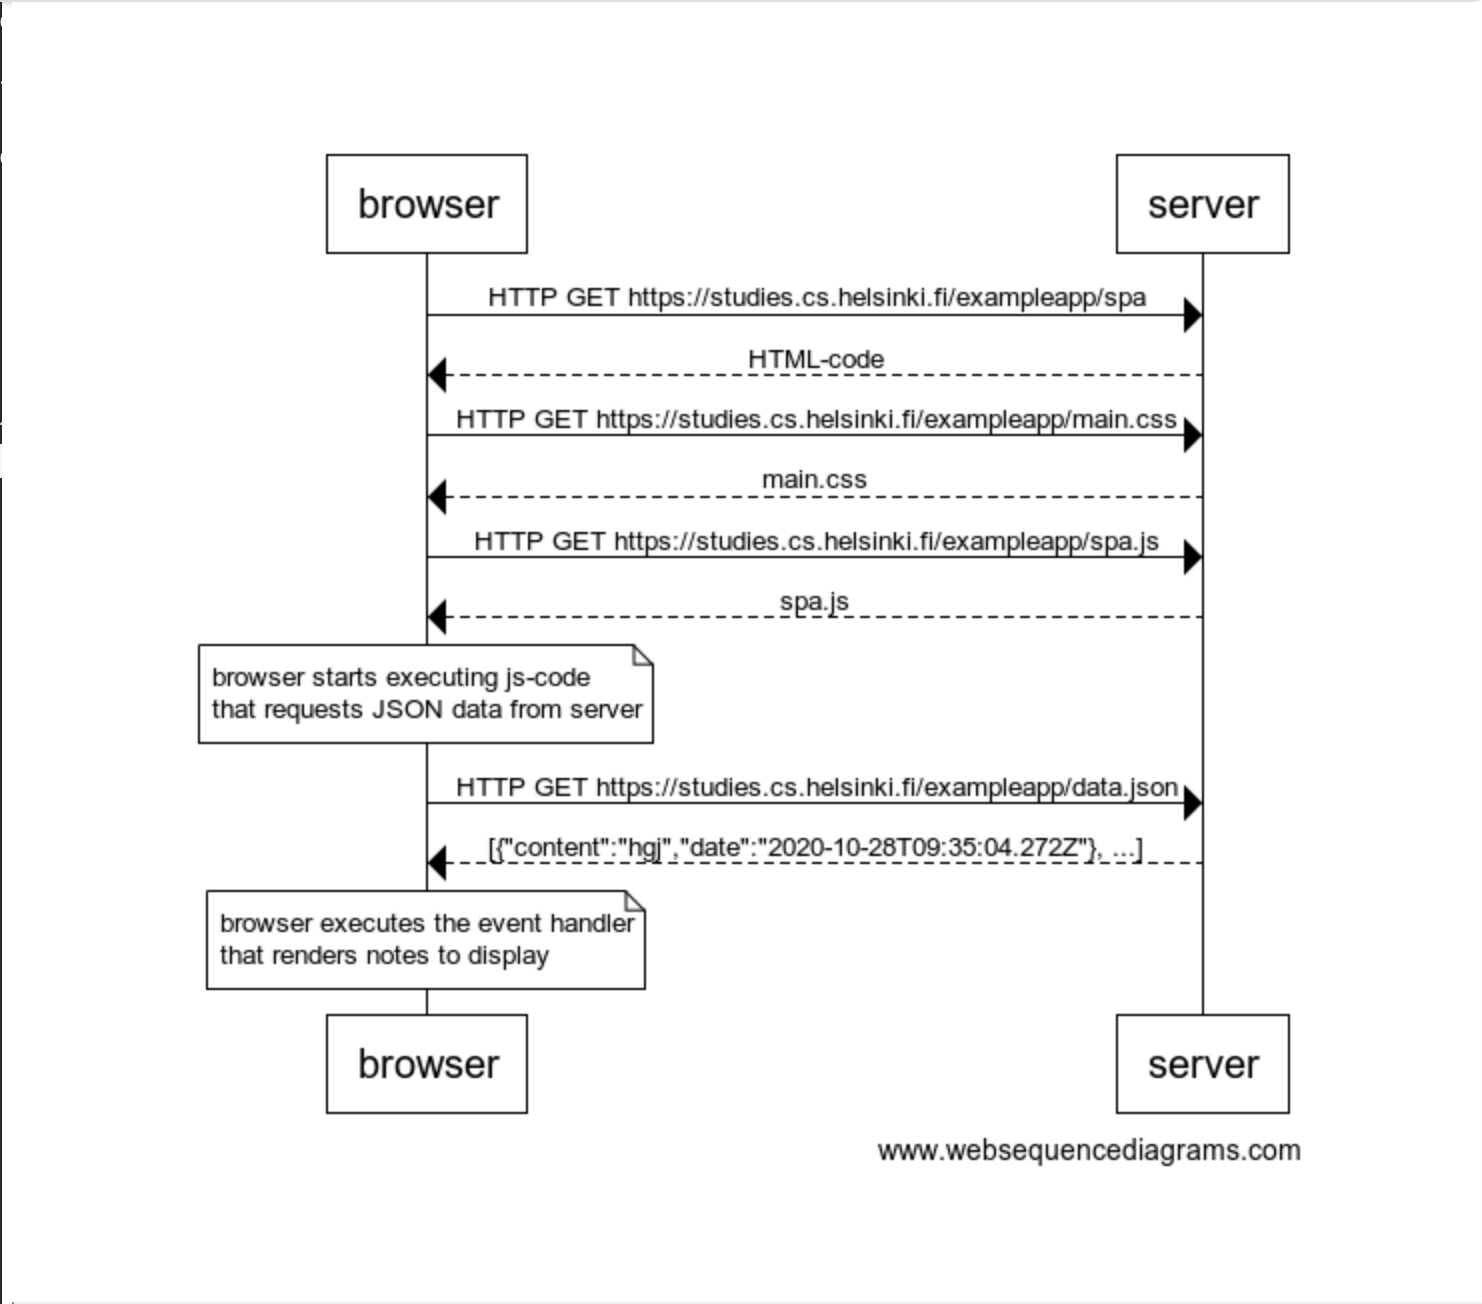 browser
server
HTTP GET https://studies.cs.helsinki.fi/exampleapp/spa
HTML-code
HTTP GET https://studies.cs.helsinki.fi/exampleapp/main.css
main.css
HTTP GET https://studies.cs.helsinki.fi/exampleapp/spa.js
spa.js
browser starts executing js-code
that requests JSON data from server
HTTP GET https://studies.cs.helsinki.fi/exampleapp/data.json
[{"content":"hgj","date":"2020-10-28T09:35:04.272Z"}, ...]
browser executes the event handler
that renders notes to display
browser
server
www.websequencediagrams.com